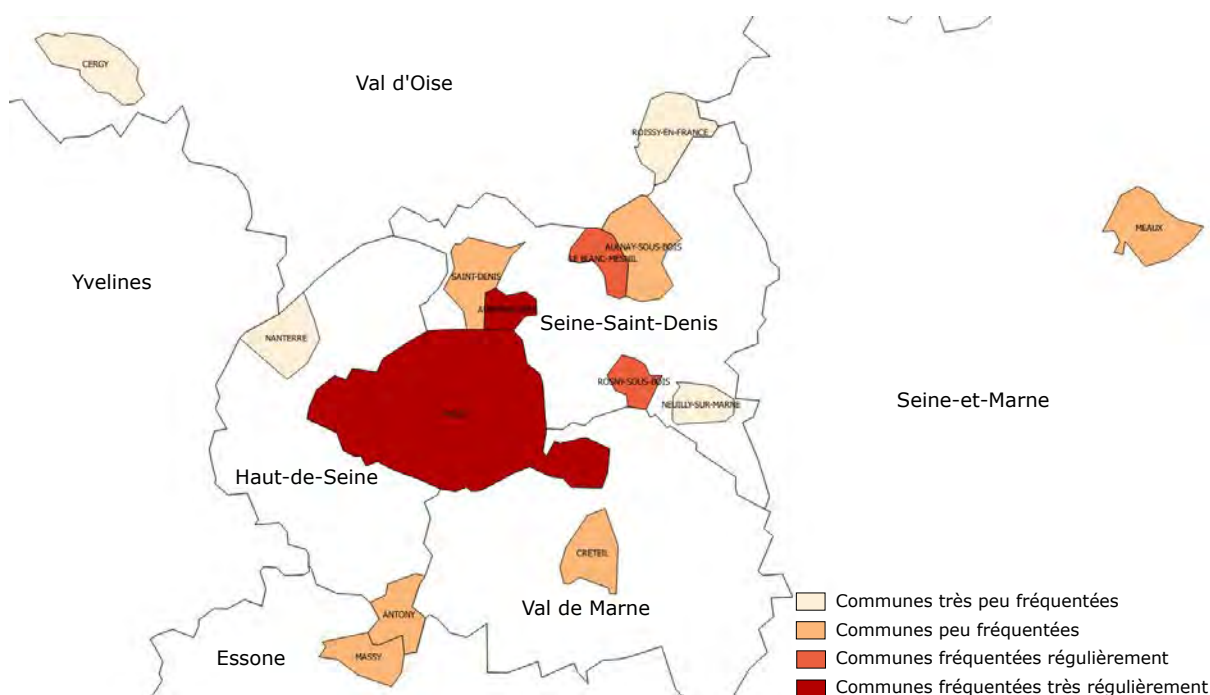 CERGY
Val d'Oise
ROISSY-EN-FRANCE
MEAUX
AULNAY-SOUS-BOIS
LE BLANC-MESNIL
SAINT-DENIS
Yvelines
Seine-Saint-Denis
NANTERRE
ROSNY-SOUS-BOIS
NEUILLY-SUR-MARNE
Seine-et-Marne
PARIS
Haut-de-Seine
CRETEIL
Val de Marne
ANTONY
Essone
MASSY
Communes très peu fréquentées
Communes peu fréquentées
Communes fréquentées régulièrement
Communes fréquentées très régulièrement